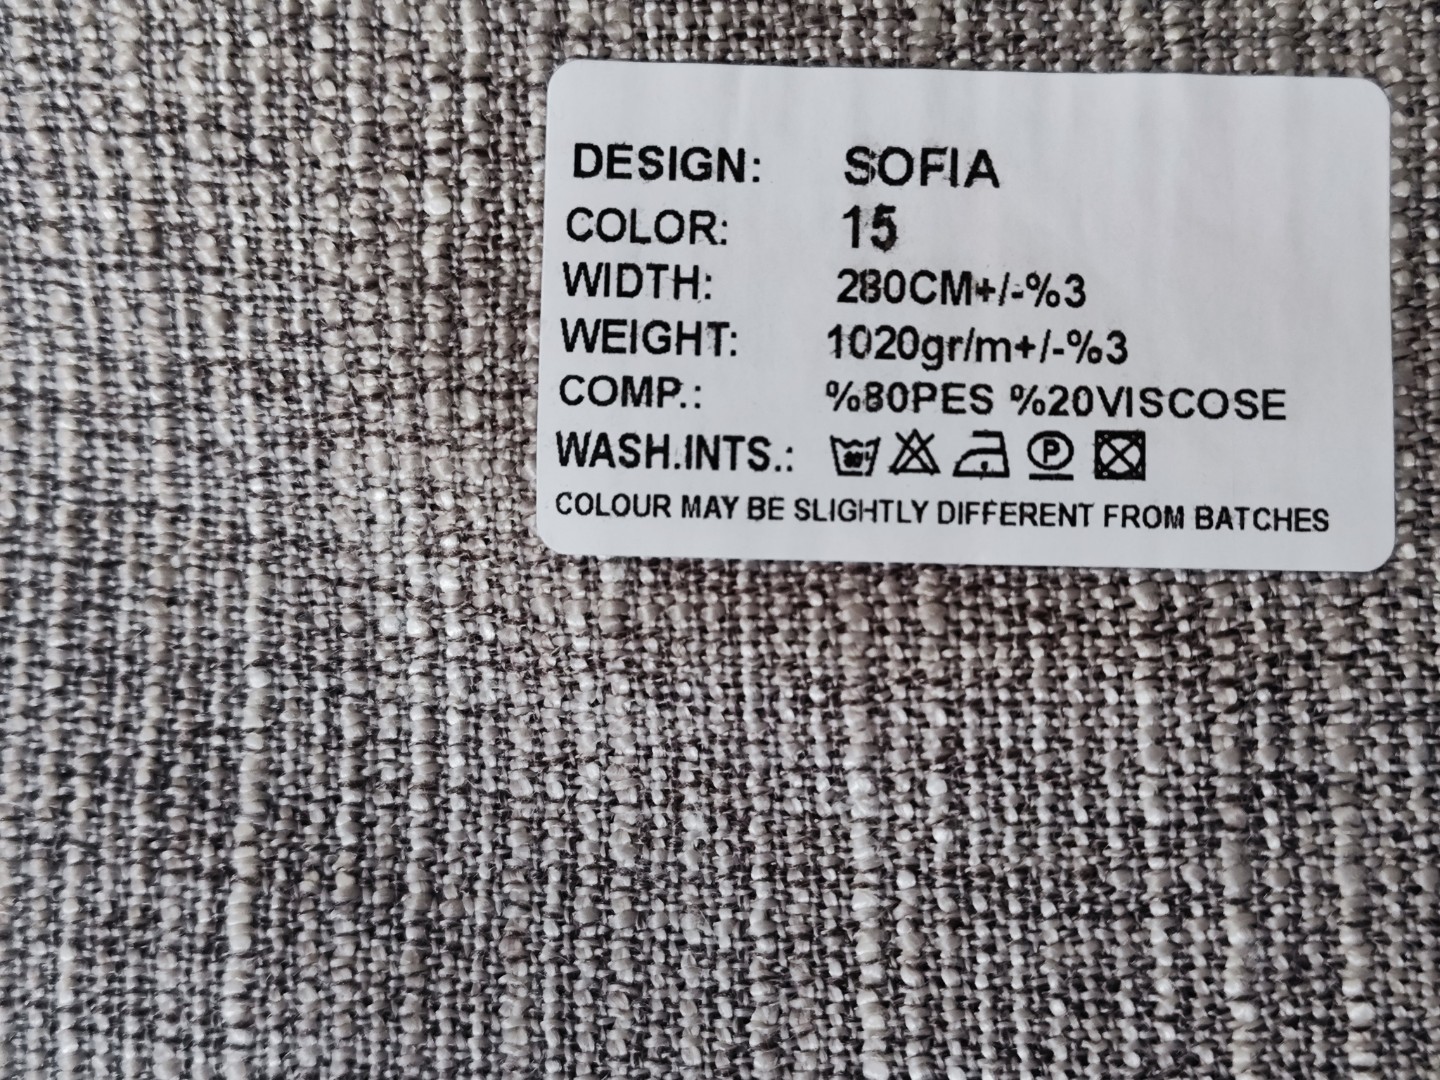 DESIGN: SOFIA
COLOR: 15
WIDTH: 280CM+/-%3
WEIGHT: 1020gr/m+/-%3
COMP.: %80PES %20VISCOSE
WASH.INTS.: P
COLOUR MAY BE SLIGHTLY DIFFERENT FROM BATCHES